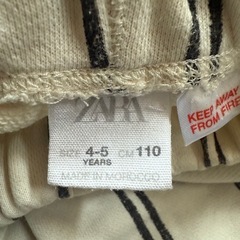 ZARA
SIZE 4-5 CM 110
YEARS
MADE IN MOROCCO
KEEP AWAY
FROM FIRE